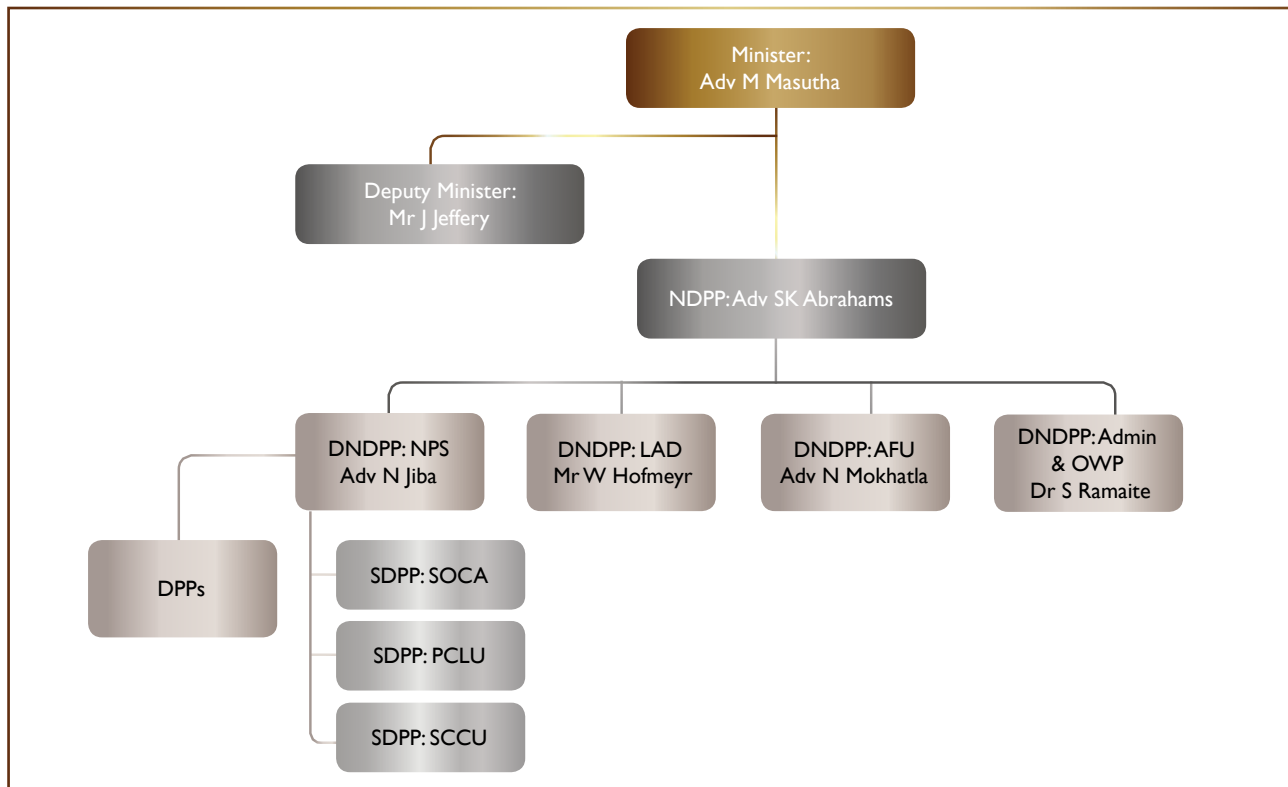 Minister:
Adv M Masutha
Deputy Minister:
Mr J Jeffery
NDPP: Adv SK Abrahams
DNDPP: NPS
Adv N Jiba
DNDPP: LAD
Mr W Hofmeyr
DNDPP: AFU
Adv N Mokhatla
DNDPP: Admin
& OWP
Dr S Ramaite
DPPs
SDPP: SOCA
SDPP: PCLU
SDPP: SCCU